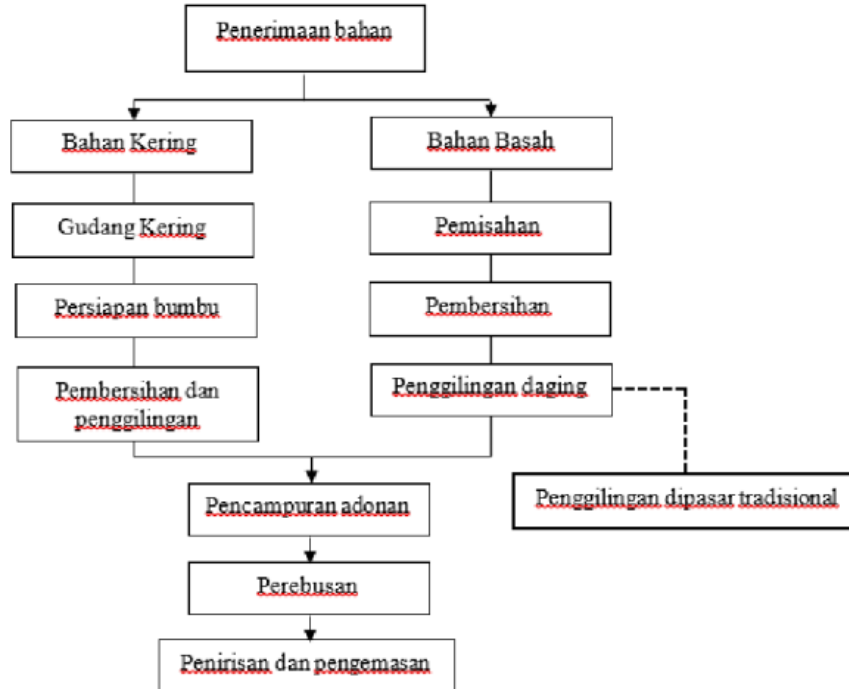 Penerimaan bahan
Bahan Kering
Bahan Basah
Gudang Kering
Pemisahan
Persiapan bumbu
Pembersihan
Pembersihan dan
penggilingan
Penggilingan daging
Pencampuran adonan
Penggilingan dipasar tradisional
Perebusan
Penirisan dan pengemasan